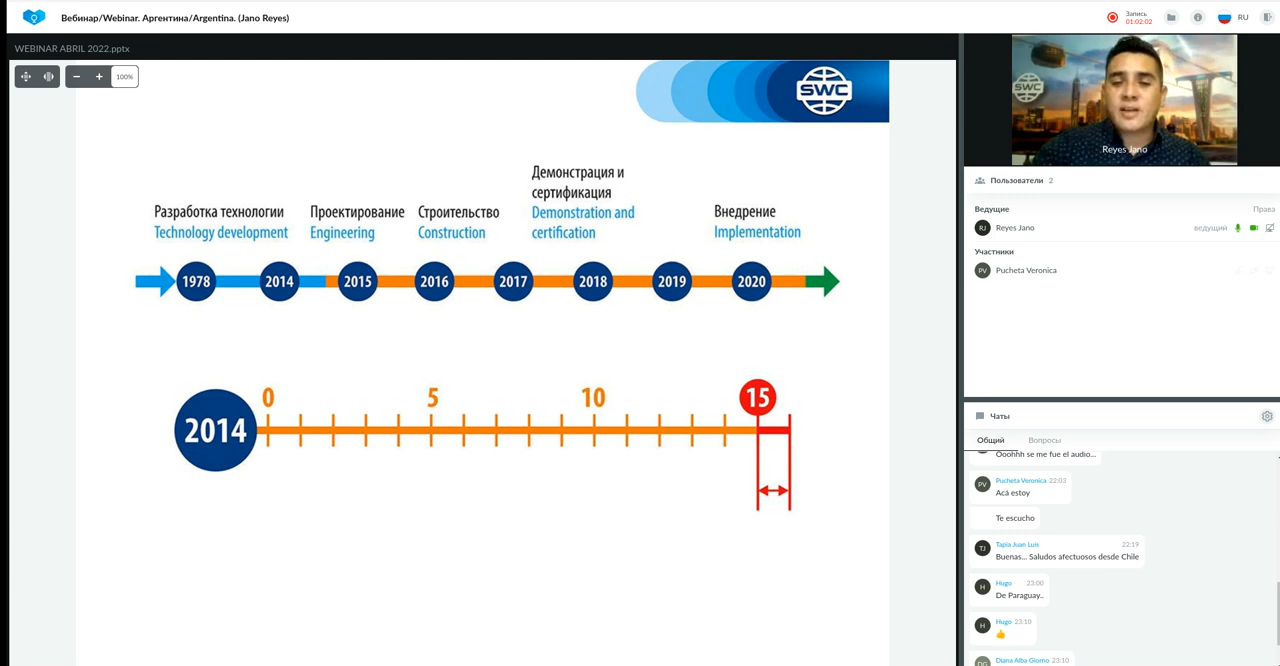 Вебинар/Webinar. Аргентина/Argentina. (Jano Reyes)
Запись
01:02:02
RU
WEBINAR ABRIL 2022.pptx
100%
SWC
Демонстрация и
сертификация
Demonstration and
certification
Разработка технологии
Technology development
Проектирование
Engineering
Строительство
Construction
Внедрение
Implementation
1978
2014
2015
2016
2017
2018
2019
2020
0
5
10
15
2014
SWC
Reyes Jano
Пользователи 2
Ведущие
Права
RJ
Reyes Jano
ведущий
Участники
PV
Pucheta Veronica
Чаты
Общий
Вопросы
Ooohhh se me fue el audio...
PV
Pucheta Veronica 22:03
Acá estoy
Te escucho
TJ
Tapia Juan Luis 22:19
Buenas... Saludos afectuosos desde Chile
H
Hugo 23:00
De Paraguay..
H
Hugo 23:10
👍
DG
Diana Alba Giorno 23:10